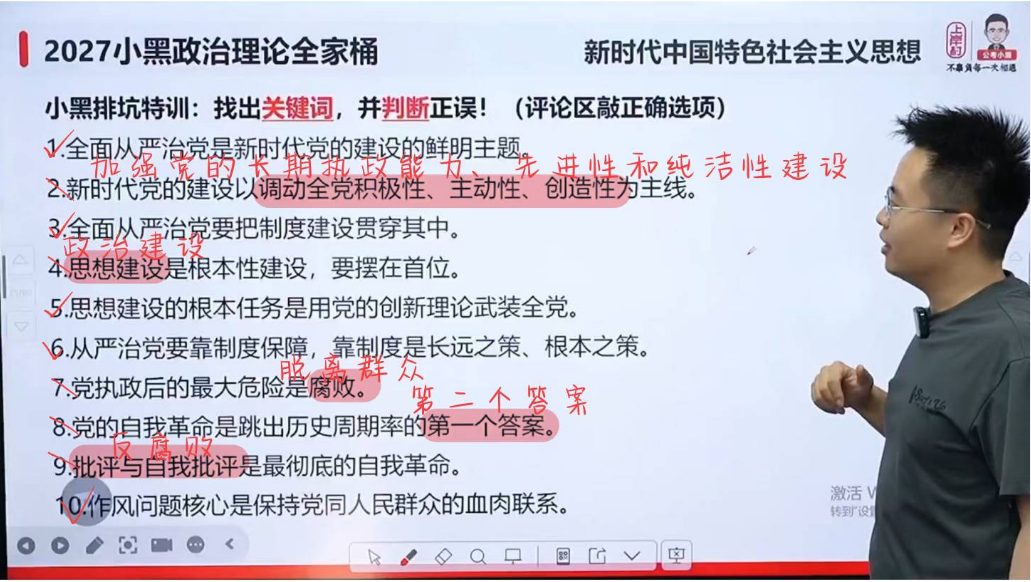 2027小黑政治理论全家桶
新时代中国特色社会主义思想
上岸村
公考小黑
不辜负每一次相遇
小黑排坑特训：找出关键词，并判断正误！（评论区敲正确选项）
1.全面从严治党是新时代党的建设的鲜明主题。
加强党的长期执政能力、先进性和纯洁性建设
2.新时代党的建设以调动全党积极性、主动性、创造性为主线。
3.全面从严治党要把制度建设贯穿其中。
政治建设
4.思想建设是根本性建设，要摆在首位。
5.思想建设的根本任务是用党的创新理论武装全党。
6.从严治党要靠制度保障，靠制度是长远之策、根本之策。
脱离群众
7.党执政后的最大危险是腐败。
第二个答案
8.党的自我革命是跳出历史周期率的第一个答案。
反腐败
9.批评与自我批评是最彻底的自我革命。
10.作风问题核心是保持党同人民群众的血肉联系。
激活
转到"设